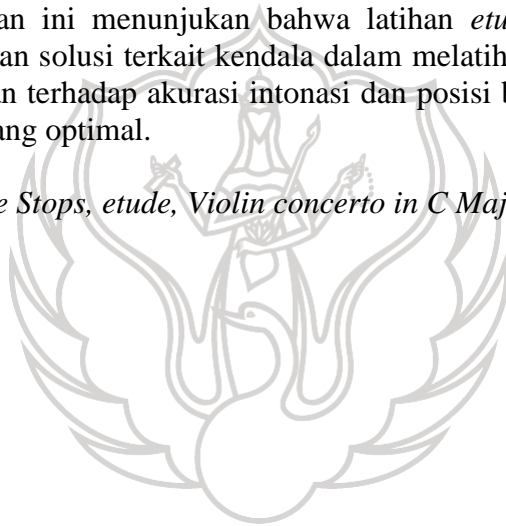 an ini menunjukan bahwa latihan etu
an solusi terkait kendala dalam melatih
n terhadap akurasi intonasi dan posisi
ang optimal.
e Stops, etude, Violin concerto in C Maj